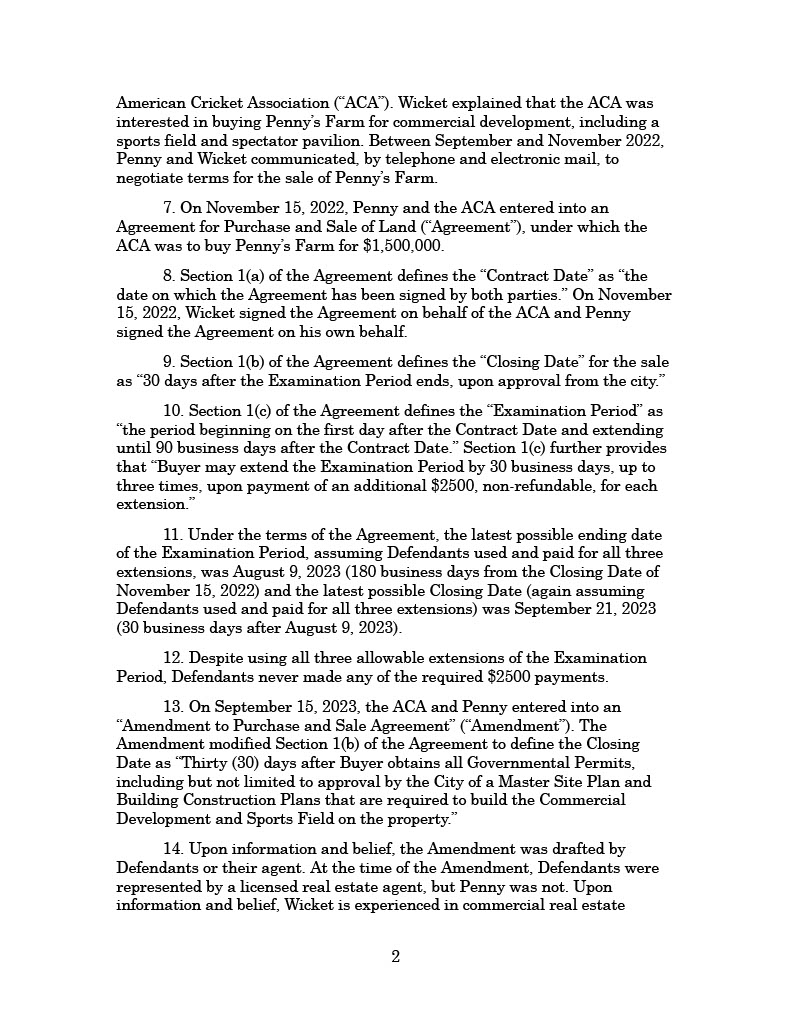 American Cricket Association (“ACA”). Wicket explained that the ACA was
interested in buying Penny’s Farm for commercial development, including a
sports field and spectator pavilion. Between September and November 2022,
Penny and Wicket communicated, by telephone and electronic mail, to
negotiate terms for the sale of Penny’s Farm.
7. On November 15, 2022, Penny and the ACA entered into an
Agreement for Purchase and Sale of Land (“Agreement”), under which the
ACA was to buy Penny’s Farm for $1,500,000.
8. Section 1(a) of the Agreement defines the “Contract Date” as “the
date on which the Agreement has been signed by both parties.” On November
15, 2022, Wicket signed the Agreement on behalf of the ACA and Penny
signed the Agreement on his own behalf.
9. Section 1(b) of the Agreement defines the “Closing Date” for the sale
as “30 days after the Examination Period ends, upon approval from the city.”
10. Section 1(c) of the Agreement defines the “Examination Period” as
“the period beginning on the first day after the Contract Date and extending
until 90 business days after the Contract Date.” Section 1(c) further provides
that “Buyer may extend the Examination Period by 30 business days, up to
three times, upon payment of an additional $2500, non-refundable, for each
extension.”
11. Under the terms of the Agreement, the latest possible ending date
of the Examination Period, assuming Defendants used and paid for all three
extensions, was August 9, 2023 (180 business days from the Closing Date of
November 15, 2022) and the latest possible Closing Date (again assuming
Defendants used and paid for all three extensions) was September 21, 2023
(30 business days after August 9, 2023).
12. Despite using all three allowable extensions of the Examination
Period, Defendants never made any of the required $2500 payments.
13. On September 15, 2023, the ACA and Penny entered into an
“Amendment to Purchase and Sale Agreement” (“Amendment”). The
Amendment modified Section 1(b) of the Agreement to define the Closing
Date as “Thirty (30) days after Buyer obtains all Governmental Permits,
including but not limited to approval by the City of a Master Site Plan and
Building Construction Plans that are required to build the Commercial
Development and Sports Field on the property.”
14. Upon information and belief, the Amendment was drafted by
Defendants or their agent. At the time of the Amendment, Defendants were
represented by a licensed real estate agent, but Penny was not. Upon
information and belief, Wicket is experienced in commercial real estate
2